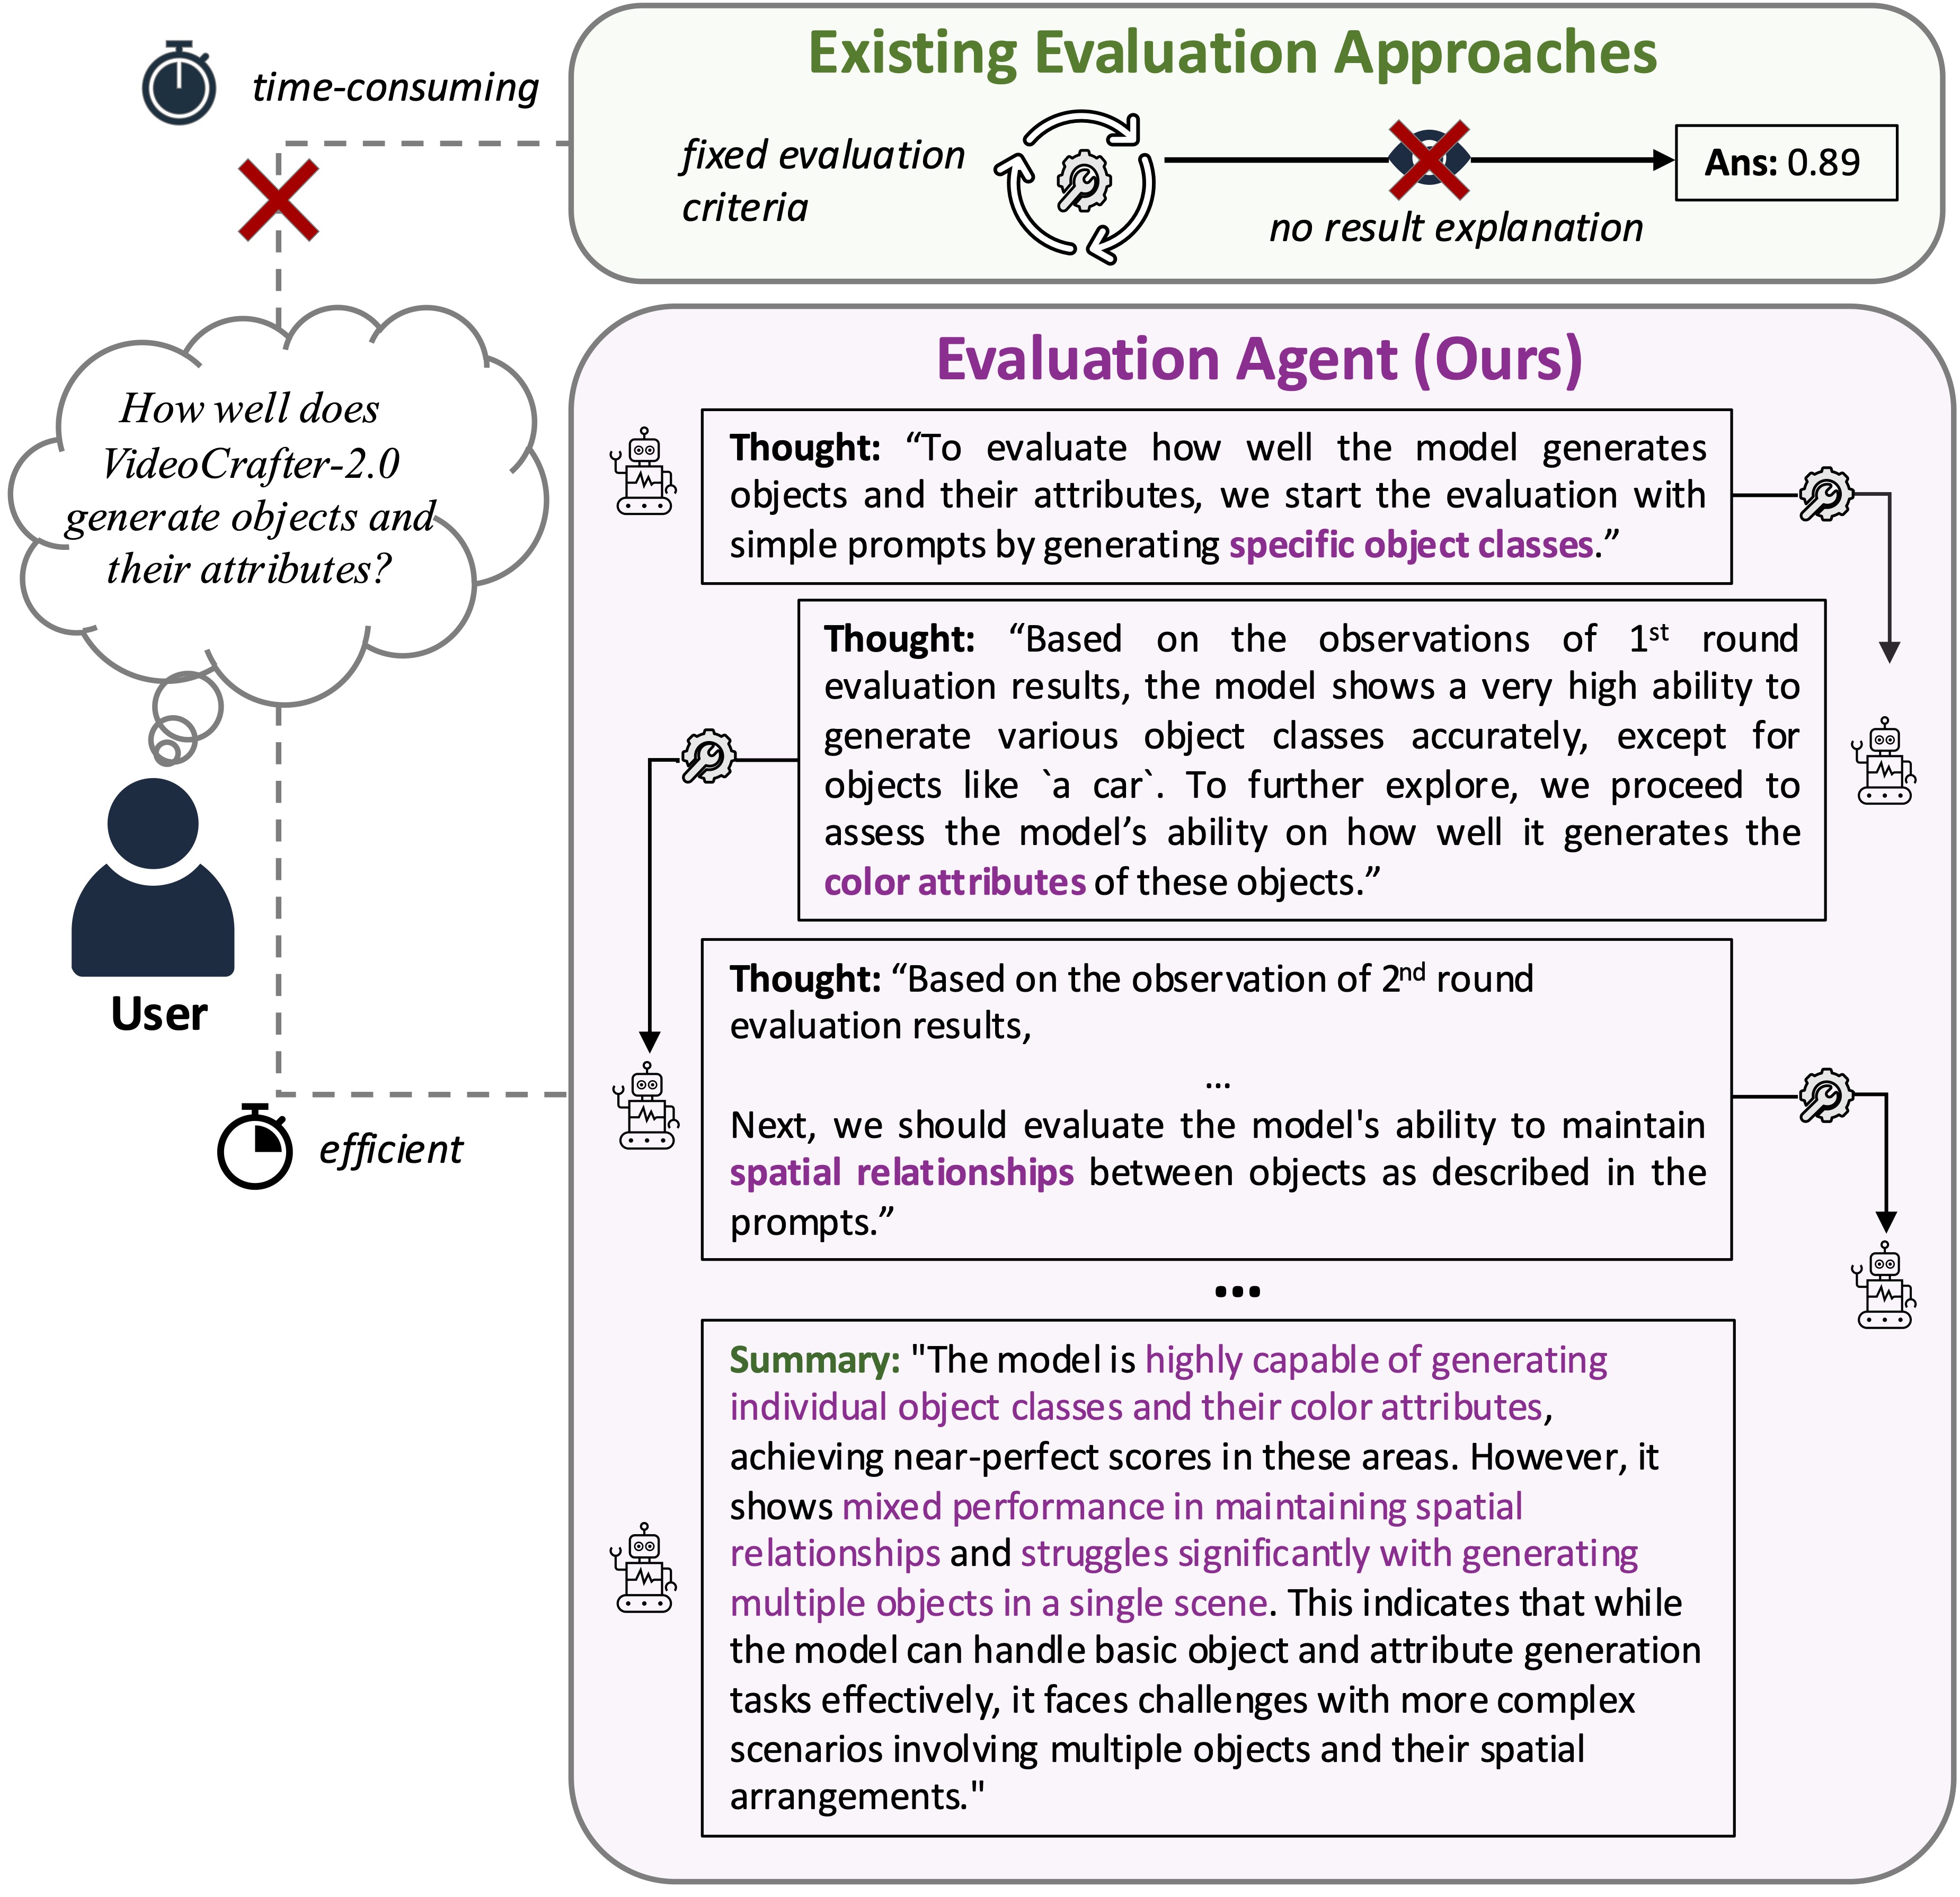 Existing Evaluation Approaches
time-consuming
fixed evaluation
criteria
no result explanation
Ans: 0.89
How well does
VideoCrafter-2.0
generate objects and
their attributes?
User
efficient
Evaluation Agent (Ours)
Thought: “To evaluate how well the model generates
objects and their attributes, we start the evaluation with
simple prompts by generating specific object classes.”
Thought: “Based on the observations of 1st round
evaluation results, the model shows a very high ability to
generate various object classes accurately, except for
objects like `a car`. To further explore, we proceed to
assess the model’s ability on how well it generates the
color attributes of these objects.”
Thought: “Based on the observation of 2nd round
evaluation results,
...
Next, we should evaluate the model's ability to maintain
spatial relationships between objects as described in the
prompts.”
...
Summary: "The model is highly capable of generating
individual object classes and their color attributes,
achieving near-perfect scores in these areas. However, it
shows mixed performance in maintaining spatial
relationships and struggles significantly with generating
multiple objects in a single scene. This indicates that while
the model can handle basic object and attribute generation
tasks effectively, it faces challenges with more complex
scenarios involving multiple objects and their spatial
arrangements."